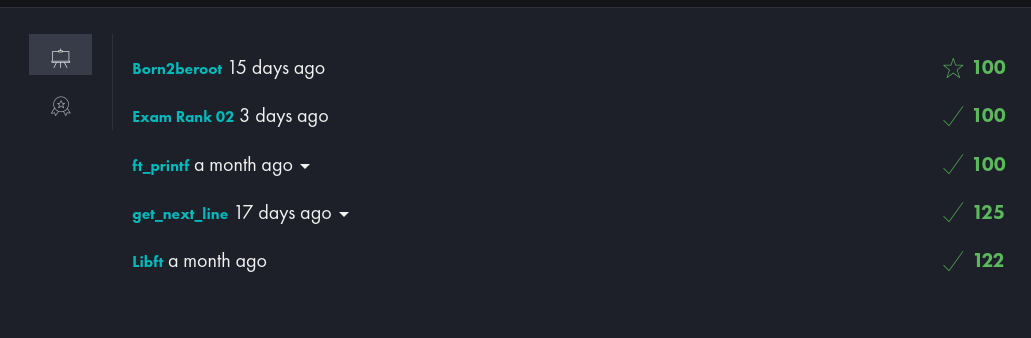 Born2beroot 15 days ago 100
Exam Rank 02 3 days ago 100
ft_printf a month ago 100
get_next_line 17 days ago 125
Libft a month ago 122